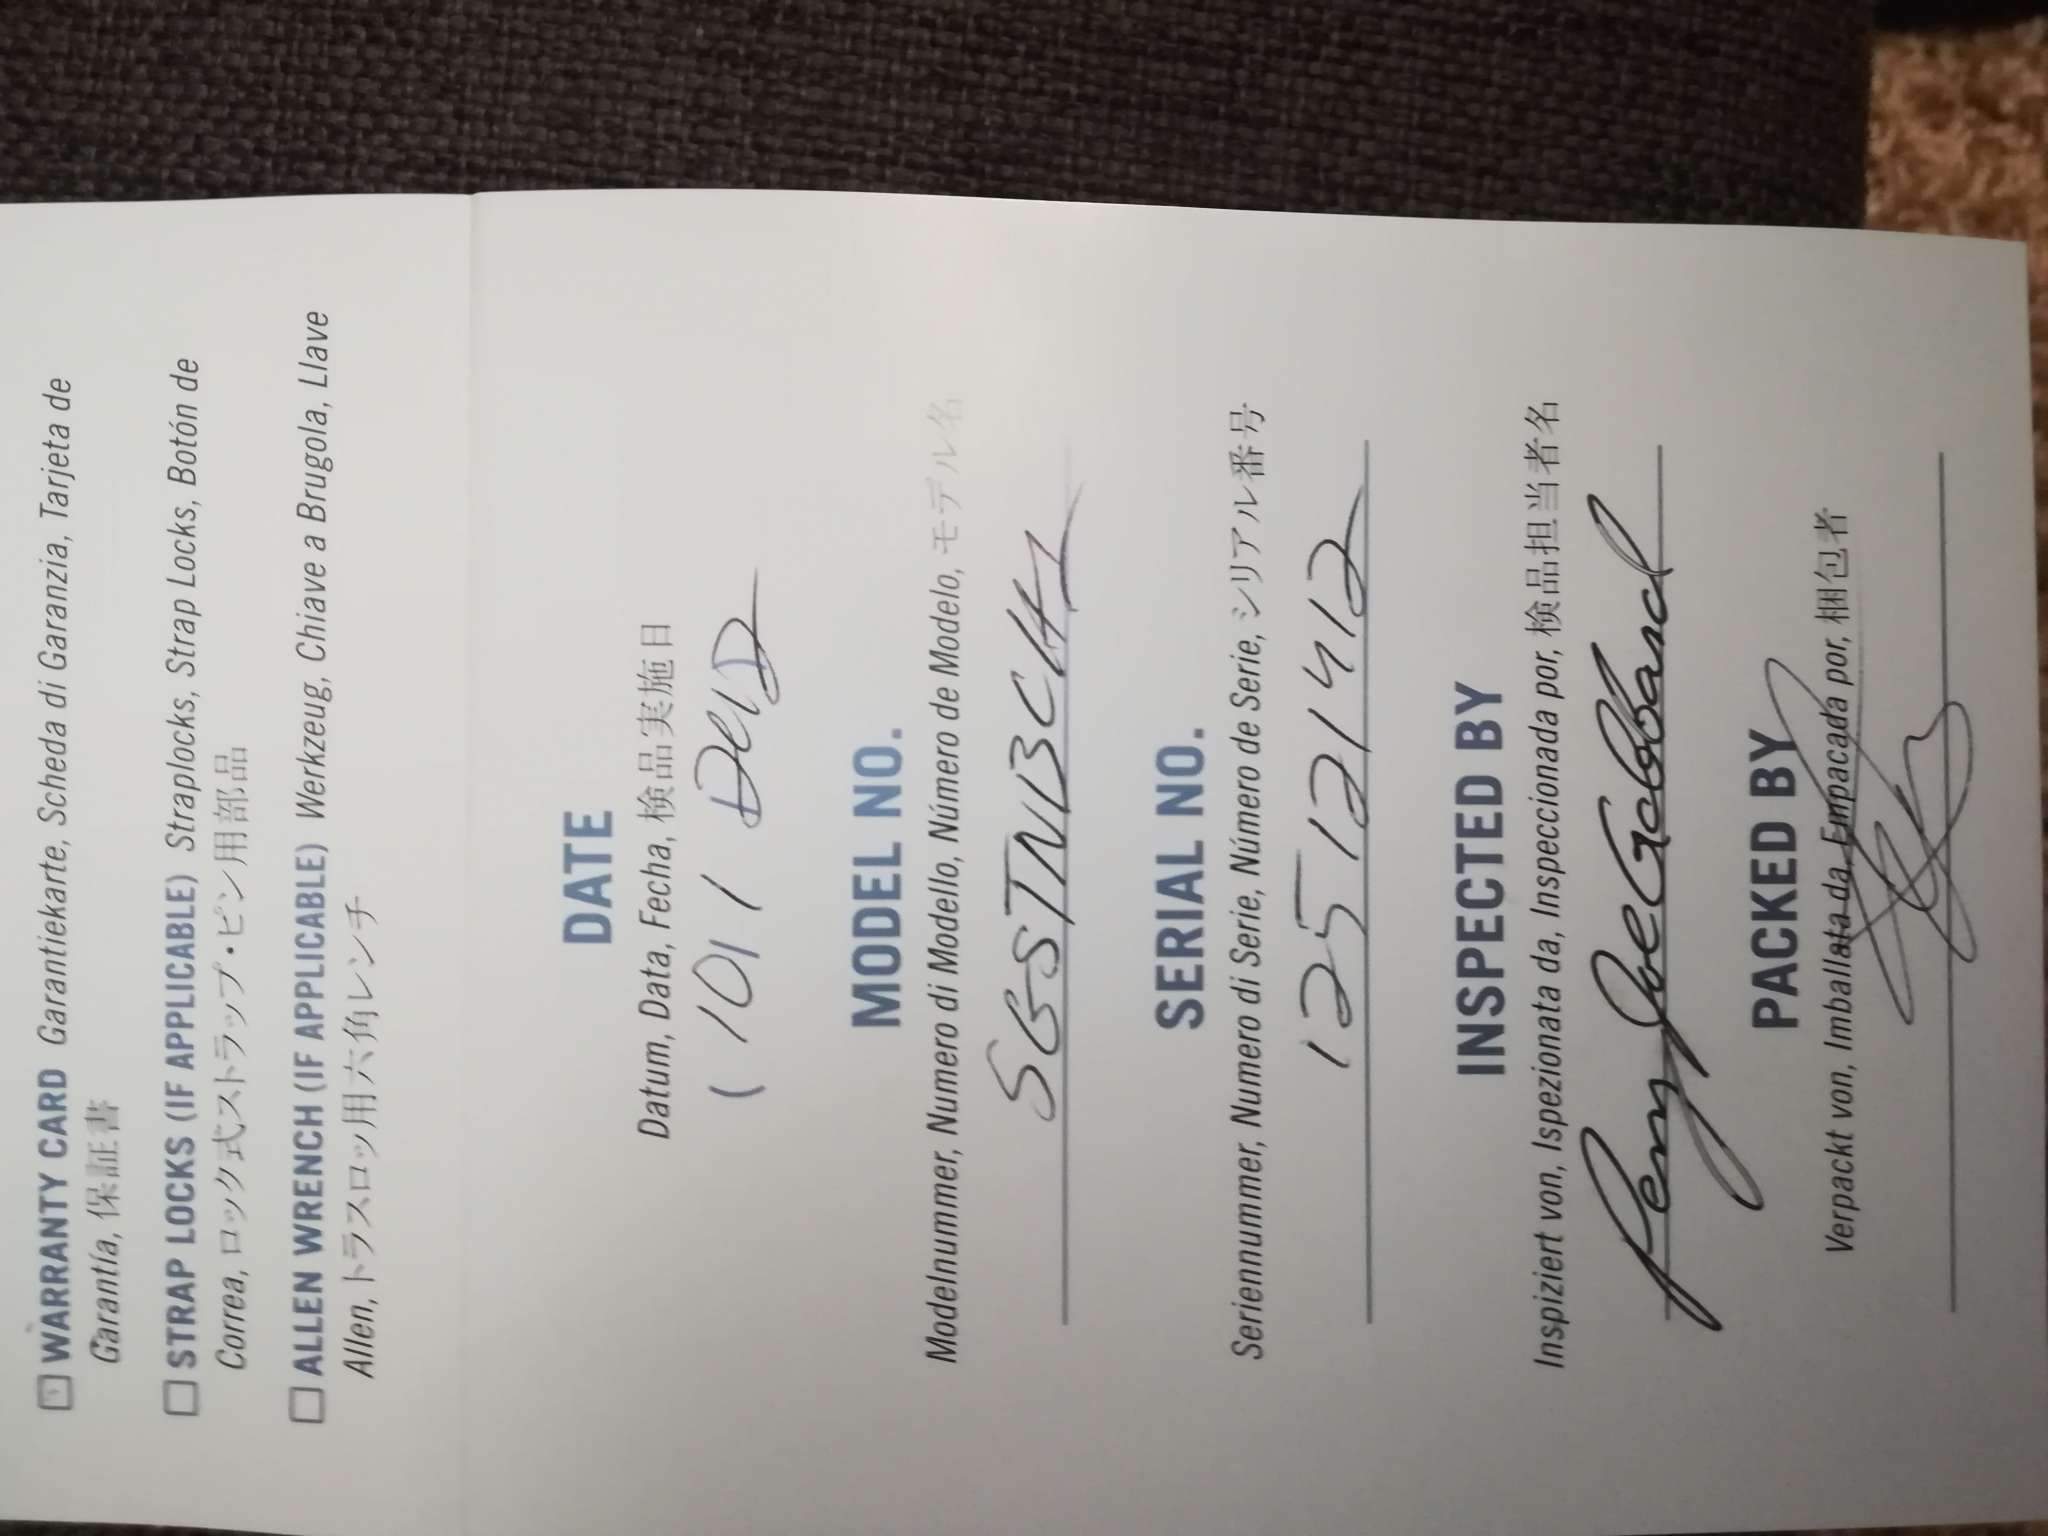 WARRANTY CARD Garantiekarte, Scheda di Garanzia, Tarjeta de
Garantía, 保証書
STRAP LOCKS (IF APPLICABLE) Straplocks, Strap Locks, Botón de
Correa, ロック式ストラップ・ピン用部品
ALLEN WRENCH (IF APPLICABLE) Werkzeug, Chiave a Brugola, Llave
Allen, トラスロッド用六角レンチ
DATE
Datum, Data, Fecha, 検品実施日
MODEL NO.
Modelnummer, Numero di Modello, Número de Modelo, モデル名
SGSTNBCH1
SERIAL NO.
Seriennummer, Numero di Serie, Número de Serie, シリアル番号
125121412
INSPECTED BY
Inspiziert von, Ispezionata da, Inspeccionada por, 検品担当者名
PACKED BY
Verpackt von, Imballata da, Empacada por, 梱包者